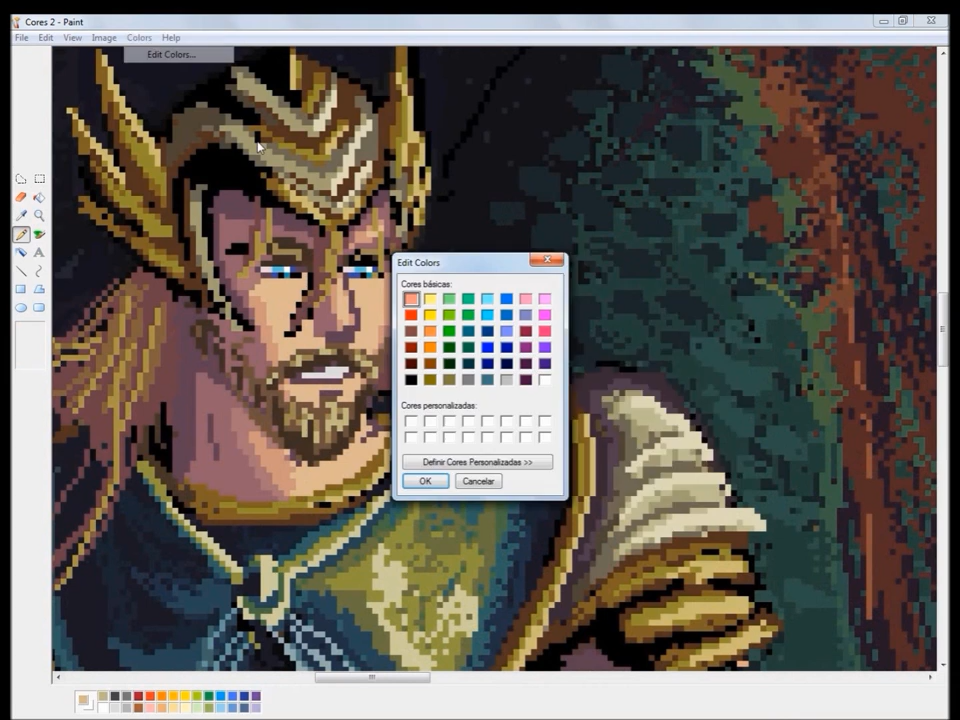 Cores 2 - Paint
File Edit View Image Colors Help
Edit Colors...
Edit Colors
Cores básicas:
Cores personalizadas:
Definir Cores Personalizadas >>
OK Cancelar
A